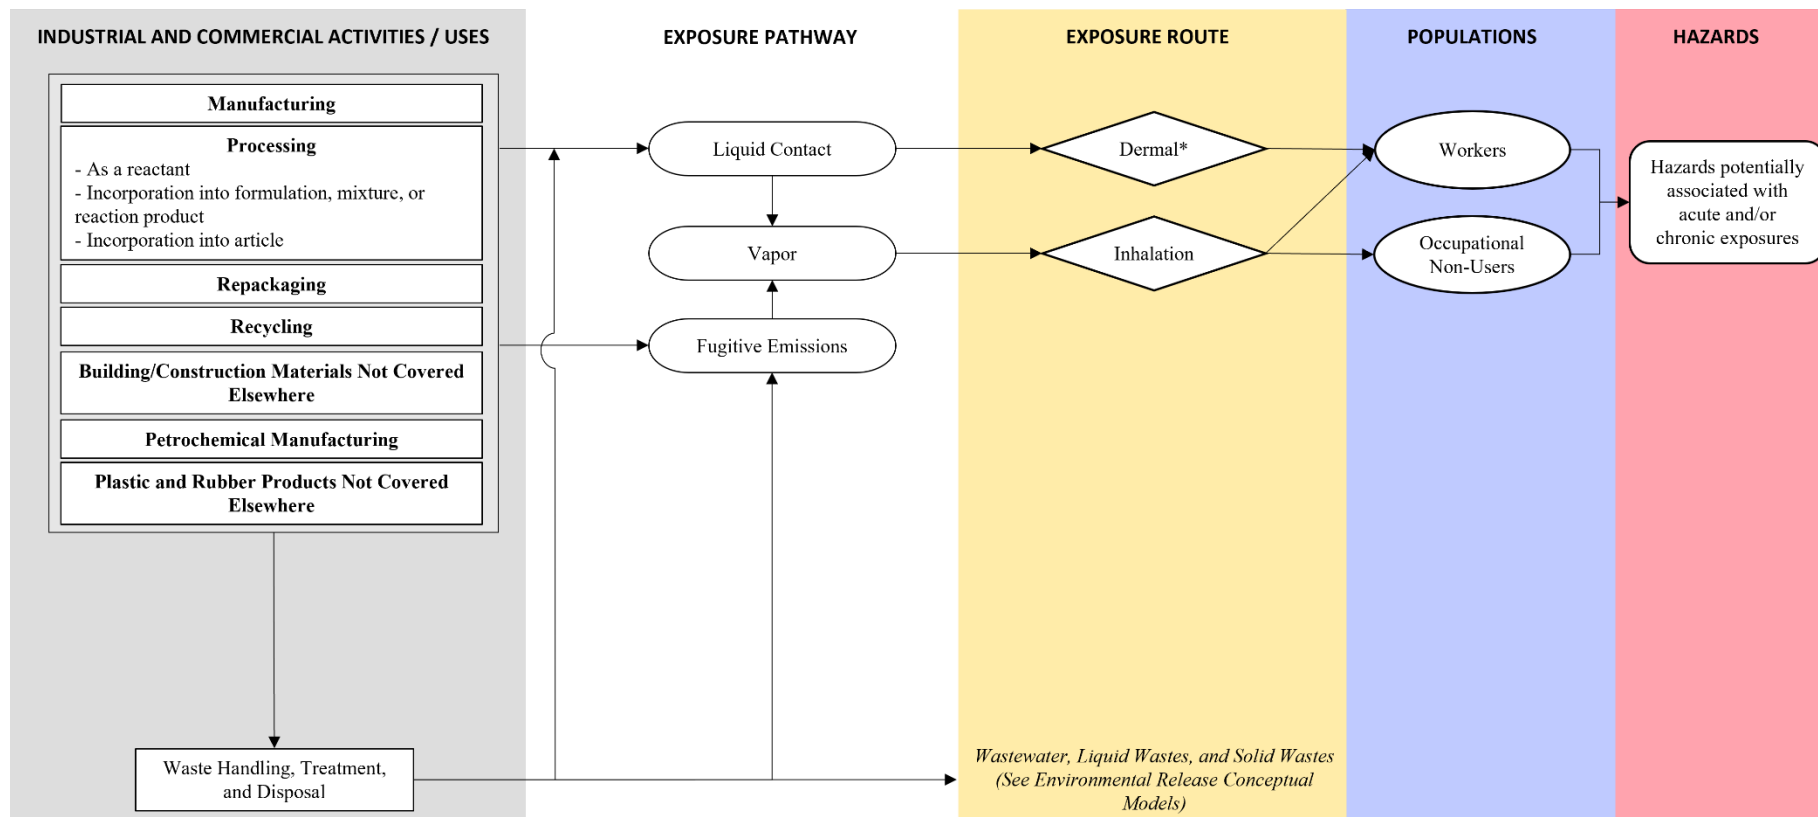 INDUSTRIAL AND COMMERCIAL ACTIVITIES / USES
EXPOSURE PATHWAY
EXPOSURE ROUTE
POPULATIONS
HAZARDS
Manufacturing
Processing
- As a reactant
- Incorporation into formulation, mixture, or
reaction product
- Incorporation into article
Repackaging
Recycling
Building/Construction Materials Not Covered
Elsewhere
Petrochemical Manufacturing
Plastic and Rubber Products Not Covered
Elsewhere
Waste Handling, Treatment,
and Disposal
Liquid Contact
Vapor
Fugitive Emissions
Dermal*
Inhalation
Wastewater, Liquid Wastes, and Solid Wastes
(See Environmental Release Conceptual
Models)
Workers
Occupational
Non-Users
Hazards potentially
associated with
acute and/or
chronic exposures